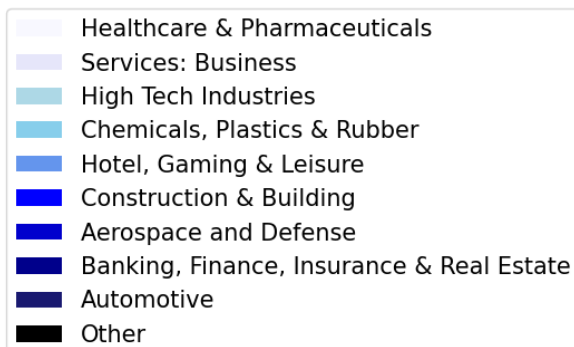 Healthcare & Pharmaceuticals
Services: Business
High Tech Industries
Chemicals, Plastics & Rubber
Hotel, Gaming & Leisure
Construction & Building
Aerospace and Defense
Banking, Finance, Insurance & Real Estate
Automotive
Other